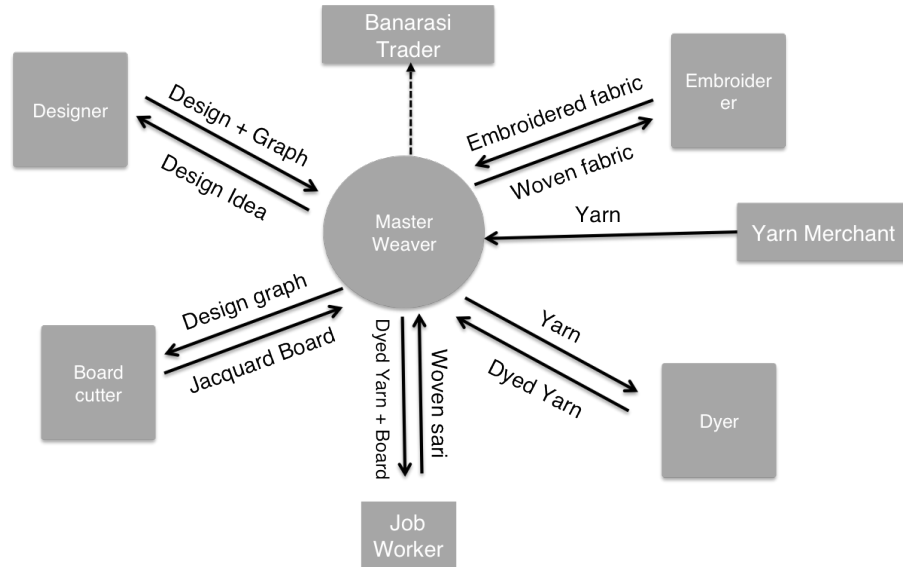 Banarasi
Trader
Designer
Design + Graph
Design Idea
Embroidered fabric
Woven fabric
Embroider
er
Master
Weaver
Yarn
Yarn Merchant
Design graph
Jacquard Board
Board
cutter
Dyed Yarn + Board
Woven sari
Yarn
Dyed Yarn
Dyer
Job
Worker